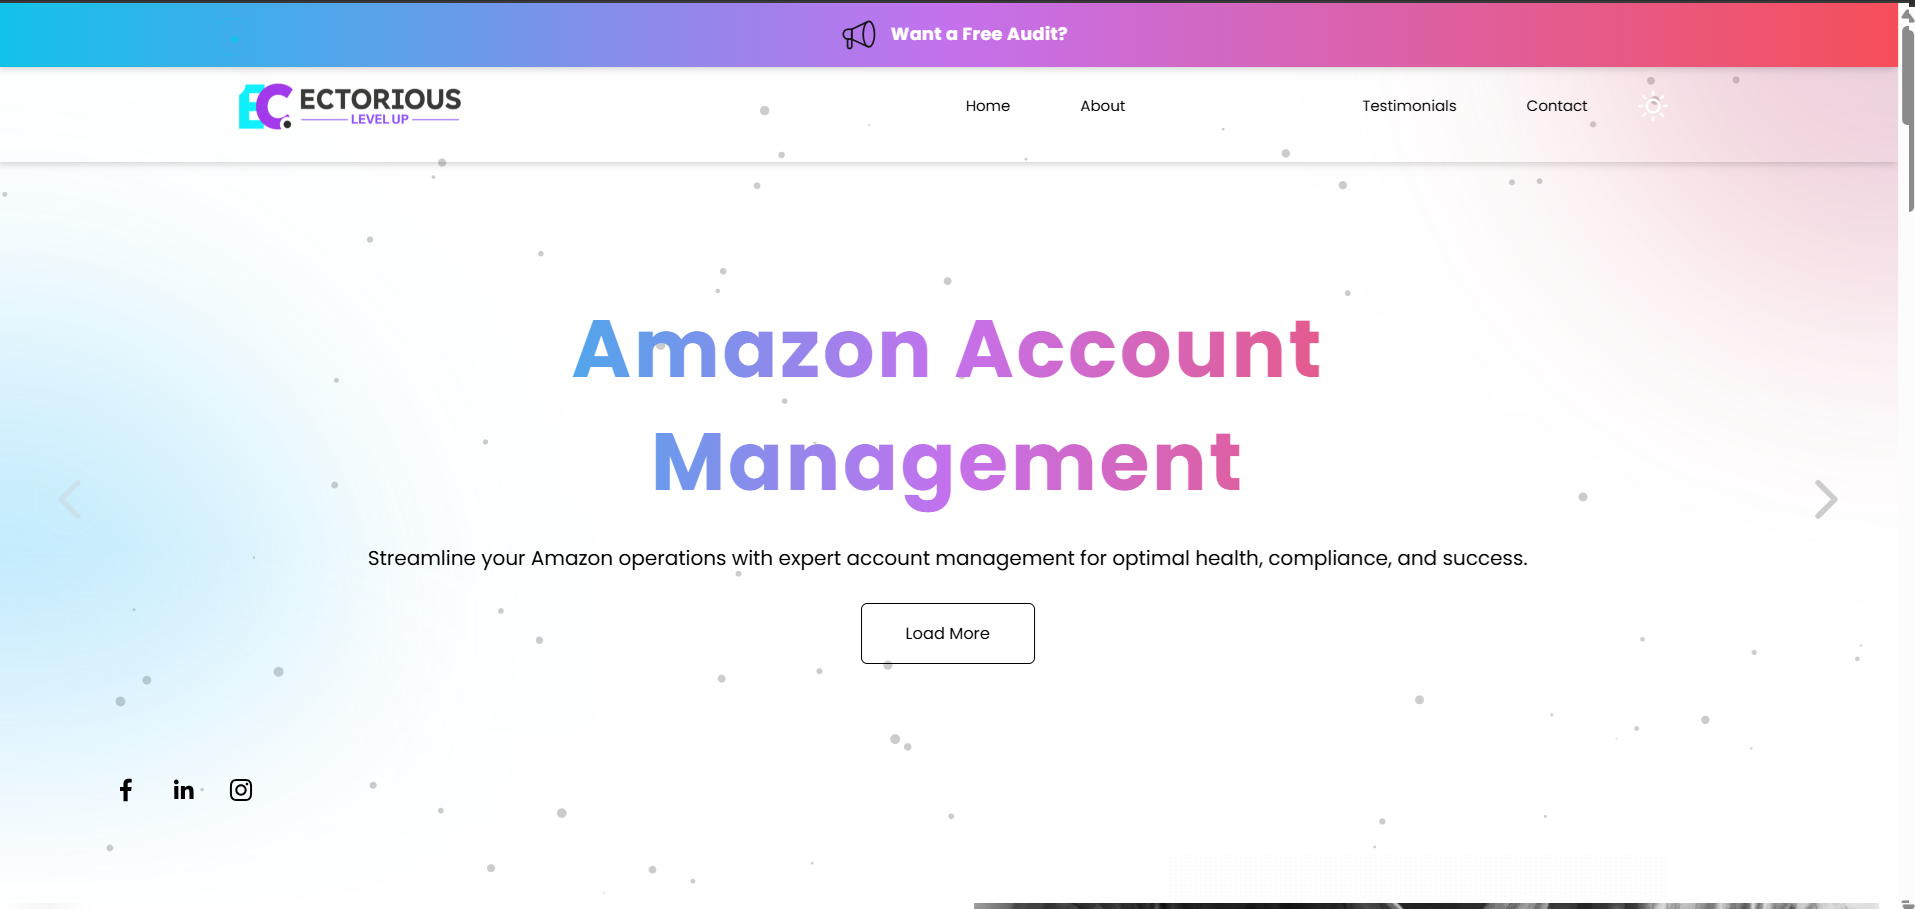 Want a Free Audit?
EC ECTORIOUS
LEVEL UP
Home About Testimonials Contact
Amazon Account
Management
Streamline your Amazon operations with expert account management for optimal health, compliance, and success.
Load More